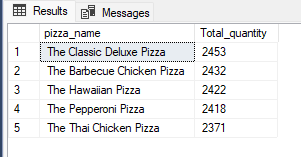 Results Messages
pizza_name Total_quantity
1 The Classic Deluxe Pizza 2453
2 The Barbecue Chicken Pizza 2432
3 The Hawaiian Pizza 2422
4 The Pepperoni Pizza 2418
5 The Thai Chicken Pizza 2371